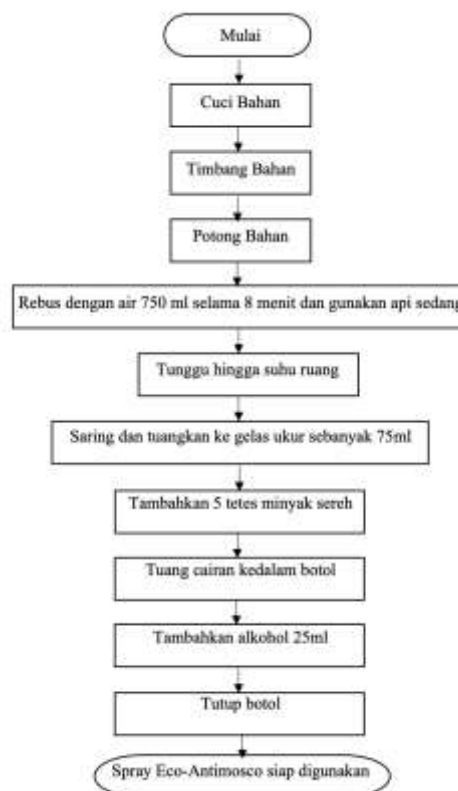 Mulai
Cuci Bahan
Timbang Bahan
Potong Bahan
Rebus dengan air 750 ml selama 8 menit dan gunakan api sedang
Tunggu hingga suhu ruang
Saring dan tuangkan ke gelas ukur sebanyak 75ml
Tambahkan 5 tetes minyak sereh
Tuang cairan kedalam botol
Tambahkan alkohol 25ml
Tutup botol
Spray Eco-Antimosco siap digunakan